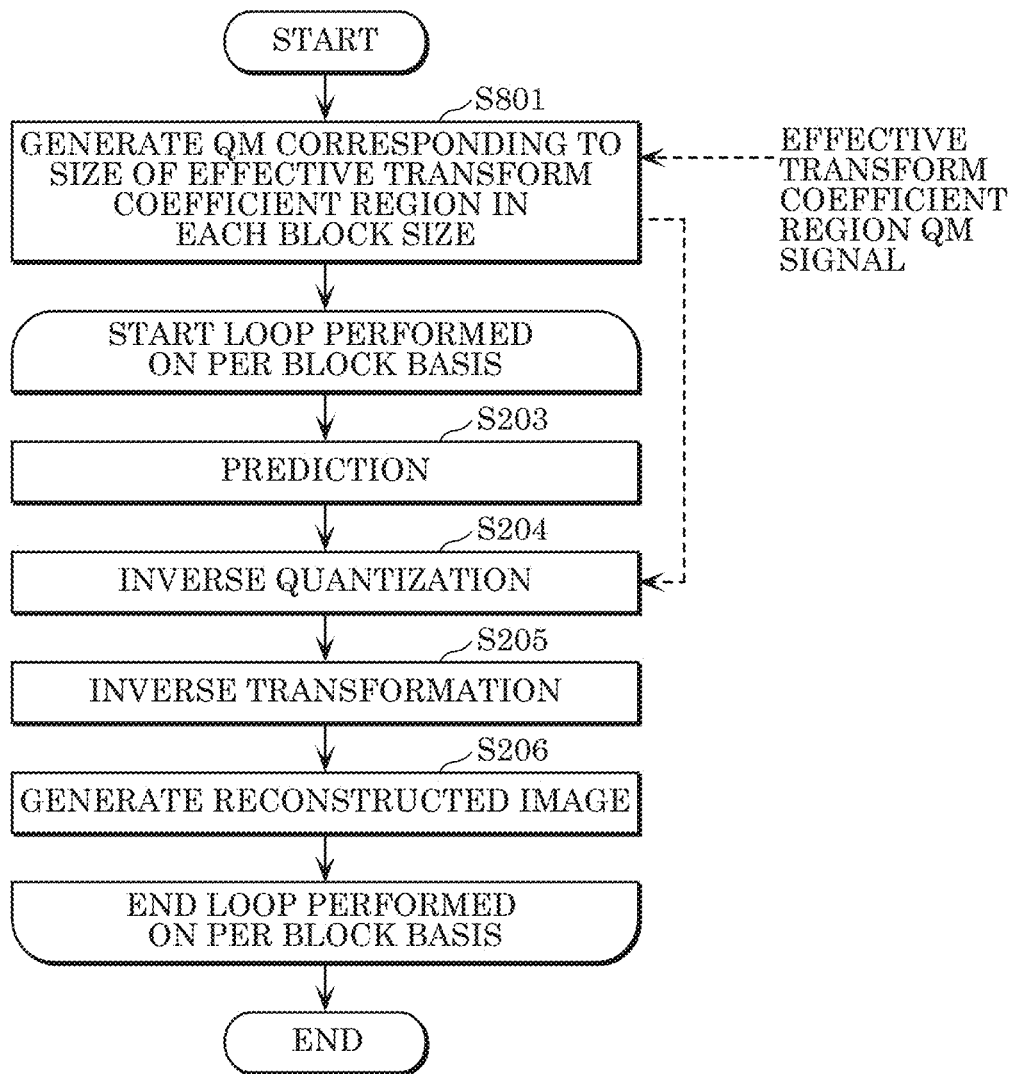 START
S801
GENERATE QM CORRESPONDING TO
SIZE OF EFFECTIVE TRANSFORM
COEFFICIENT REGION IN
EACH BLOCK SIZE
EFFECTIVE
TRANSFORM
COEFFICIENT
REGION QM
SIGNAL
START LOOP PERFORMED
ON PER BLOCK BASIS
S203
PREDICTION
S204
INVERSE QUANTIZATION
S205
INVERSE TRANSFORMATION
S206
GENERATE RECONSTRUCTED IMAGE
END LOOP PERFORMED
ON PER BLOCK BASIS
END